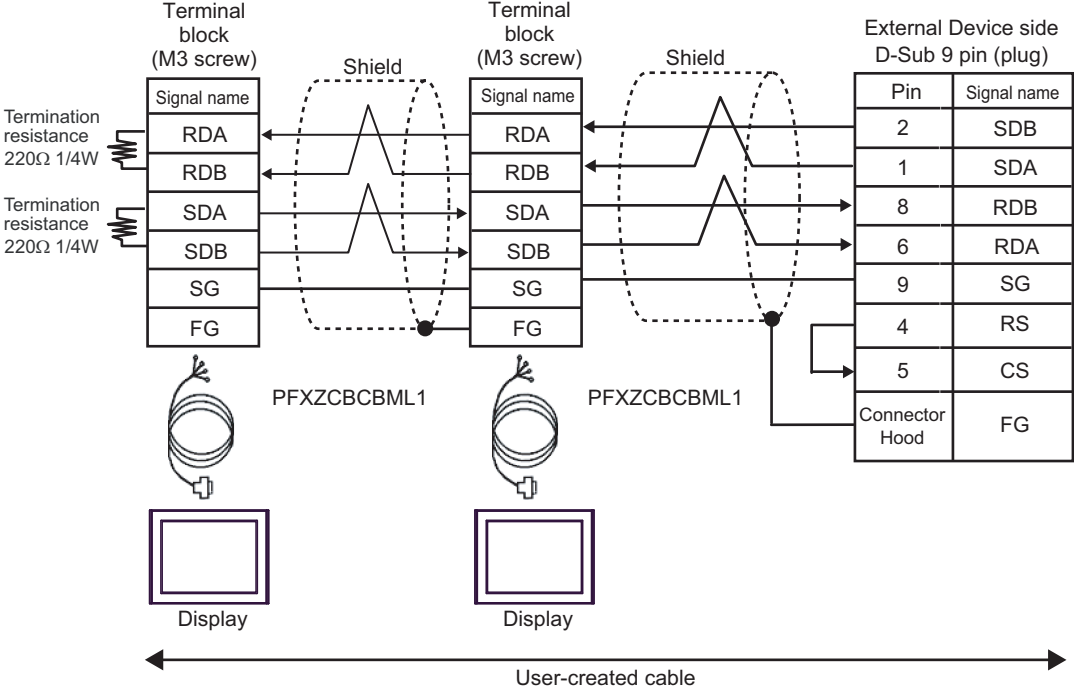 Terminal
block
(M3 screw)
Terminal
block
(M3 screw)
External Device side
D-Sub 9 pin (plug)
Shield
Shield
Termination
resistance
220Ω 1/4W
Termination
resistance
220Ω 1/4W
Signal name
RDA
RDB
SDA
SDB
SG
FG
Signal name
RDA
RDB
SDA
SDB
SG
FG
Pin Signal name
2 SDB
1 SDA
8 RDB
6 RDA
9 SG
4 RS
5 CS
Connector
Hood FG
PFXZCBCBML1
PFXZCBCBML1
Display
Display
User-created cable